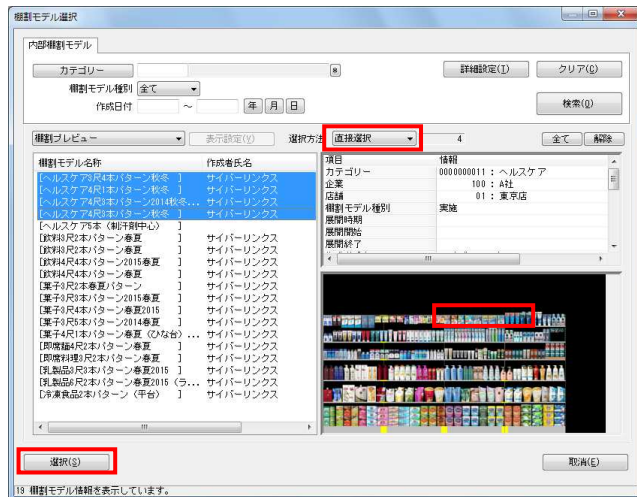 棚割モデル選択
内部棚割モデル
カテゴリー
詳細設定(I)
クリア(C)
棚割モデル種別 全て
作成日付 ～ 年 月 日
検索(Q)
棚割プレビュー
表示設定(V)
選択方法 直接選択
4
全て
解除
棚割モデル名称 作成者氏名
[ヘルスケア3尺4本パターン秋冬 ] サイバーリンクス
[ヘルスケア4尺4本パターン秋冬 ] サイバーリンクス
[ヘルスケア4尺3本パターン2014秋冬... サイバーリンクス
[ヘルスケア4尺3本パターン秋冬 ] サイバーリンクス
[ヘルスケア5本（制汗剤中心） ]
[飲料3尺2本パターン春夏 ] サイバーリンクス
[飲料3尺2本パターン春夏 ] サイバーリンクス
[飲料4尺4本パターン2015春夏 ] サイバーリンクス
[飲料4尺4本パターン春夏 ] サイバーリンクス
[菓子3尺2本春夏パターン ] サイバーリンクス
[菓子3尺3本パターン2015春夏 ] サイバーリンクス
[菓子3尺4本パターン春夏2015 ] サイバーリンクス
[菓子3尺5本パターン2014春夏 ] サイバーリンクス
[菓子4尺1本パターン春夏（ひな台）... サイバーリンクス
[即席麺4尺2本パターン春夏 ] サイバーリンクス
[即席料理3尺2本パターン春夏 ] サイバーリンクス
[乳製品3尺3本パターン春夏2015 ] サイバーリンクス
[乳製品6尺2本パターン春夏2015（ラ... サイバーリンクス
[冷凍食品2本パターン（平台） ] サイバーリンクス
項目 情報
カテゴリー 0000000011 : ヘルスケア
企業 100 : A社
店舗 01 : 東京店
棚割モデル種別 実施
展開時期
展開開始
展開終了
選択(S)
取消(E)
19 棚割モデル情報を表示しています。